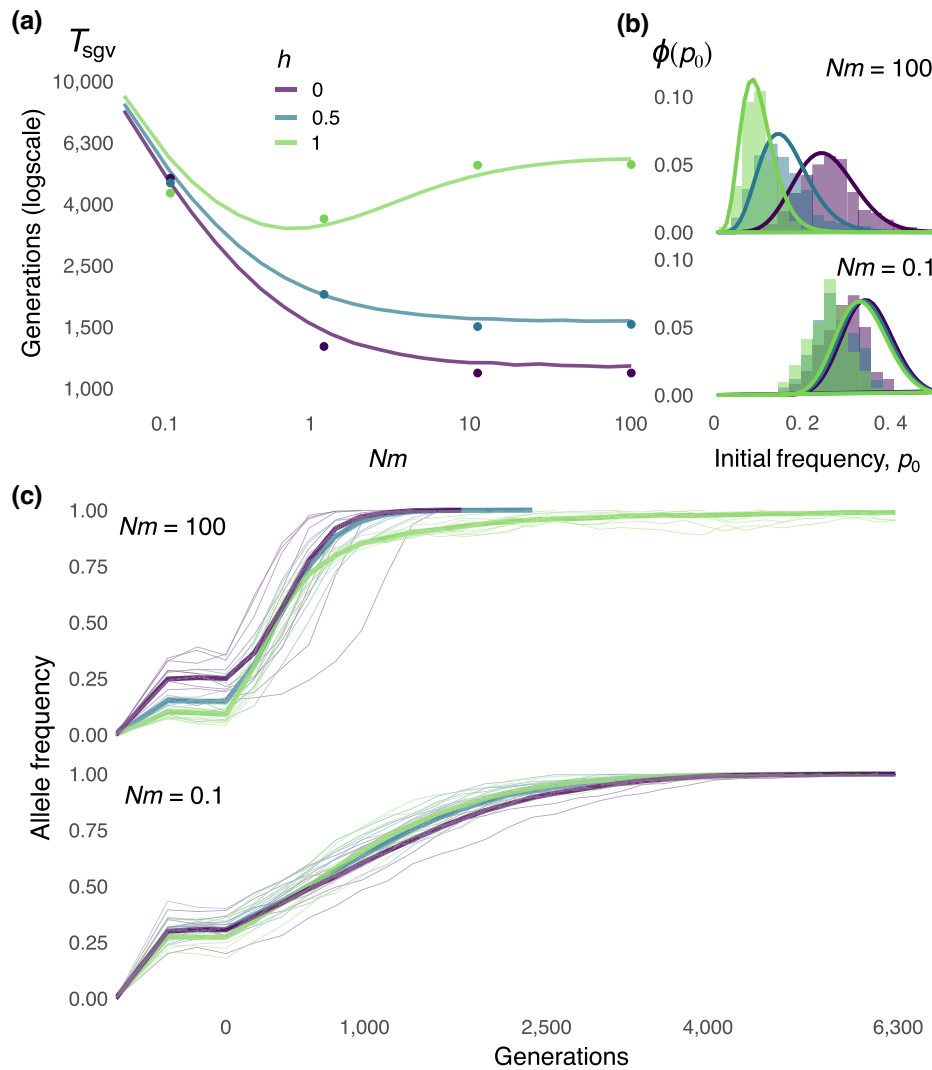 (a)
T_sgv
Generations (logscale)
10,000
6,300
4,000
2,500
1,500
1,000
h
0
0.5
1
0.1
1
10
100
Nm
(b)
ϕ(p₀)
Nm = 100
0.10
0.05
0.00
Nm = 0.1
0.10
0.05
0.00
0
0. 2
0. 4
Initial frequency, p₀
(c)
Allele frequency
Nm = 100
1.00
0.75
0.50
0.25
0.00
Nm = 0.1
1.00
0.75
0.50
0.25
0.00
0
1,000
2,500
4,000
6,300
Generations